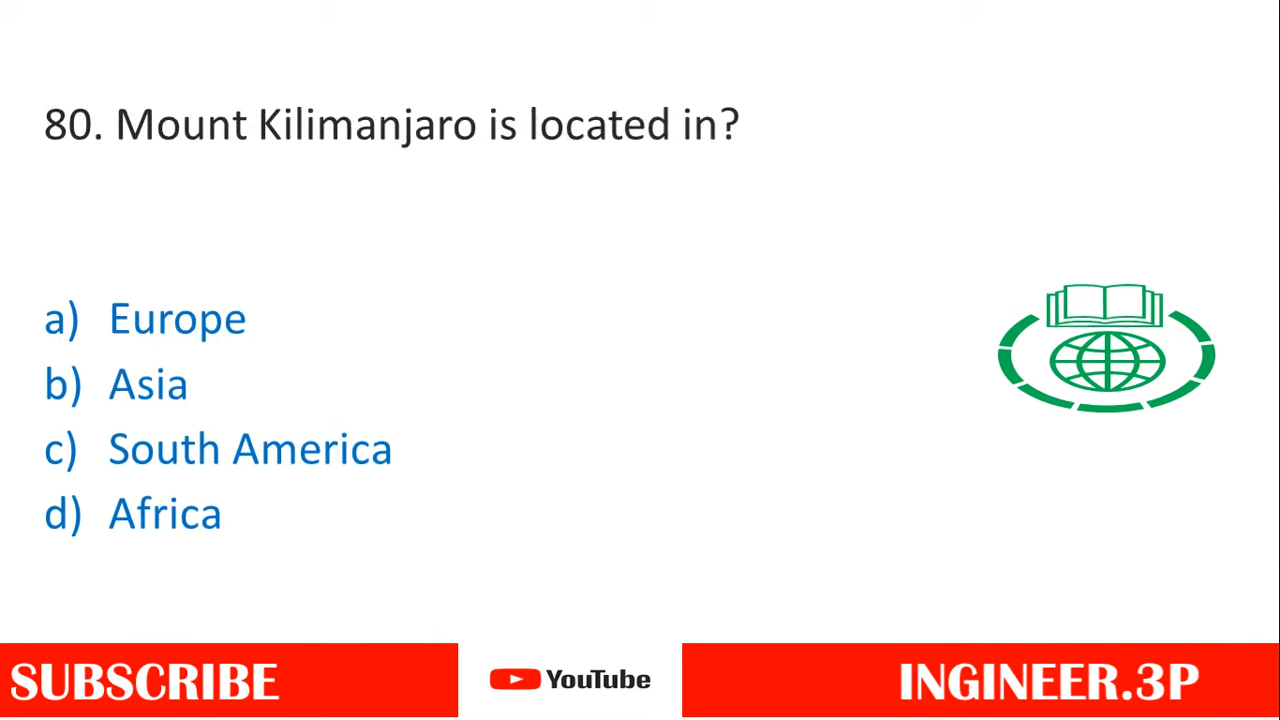 80. Mount Kilimanjaro is located in?
a) Europe
b) Asia
c) South America
d) Africa
SUBSCRIBE YouTube INGINEER.3P